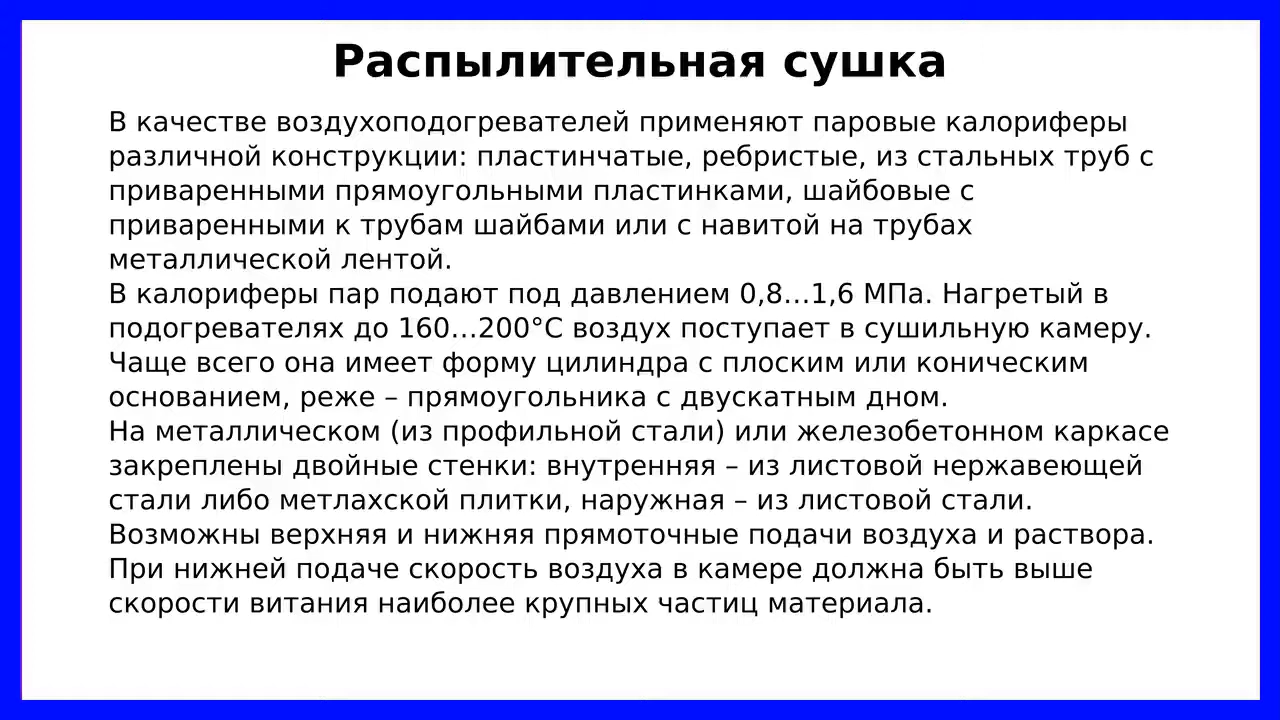 Распылительная сушка
В качестве воздухоподогревателей применяют паровые калориферы
различной конструкции: пластинчатые, ребристые, из стальных труб с
приваренными прямоугольными пластинками, шайбовые с
приваренными к трубам шайбами или с навитой на трубах
металлической лентой.
В калориферы пар подают под давлением 0,8…1,6 МПа. Нагретый в
подогревателях до 160…200°С воздух поступает в сушильную камеру.
Чаще всего она имеет форму цилиндра с плоским или коническим
основанием, реже – прямоугольника с двускатным дном.
На металлическом (из профильной стали) или железобетонном каркасе
закреплены двойные стенки: внутренняя – из листовой нержавеющей
стали либо метлахской плитки, наружная – из листовой стали.
Возможны верхняя и нижняя прямоточные подачи воздуха и раствора.
При нижней подаче скорость воздуха в камере должна быть выше
скорости витания наиболее крупных частиц материала.